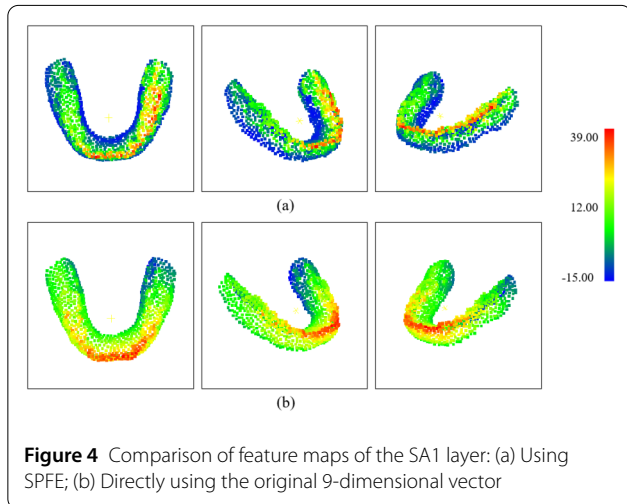 39.00
12.00
-15.00
(a)
(b)
Figure 4 Comparison of feature maps of the SA1 layer: (a) Using
SPFE; (b) Directly using the original 9-dimensional vector